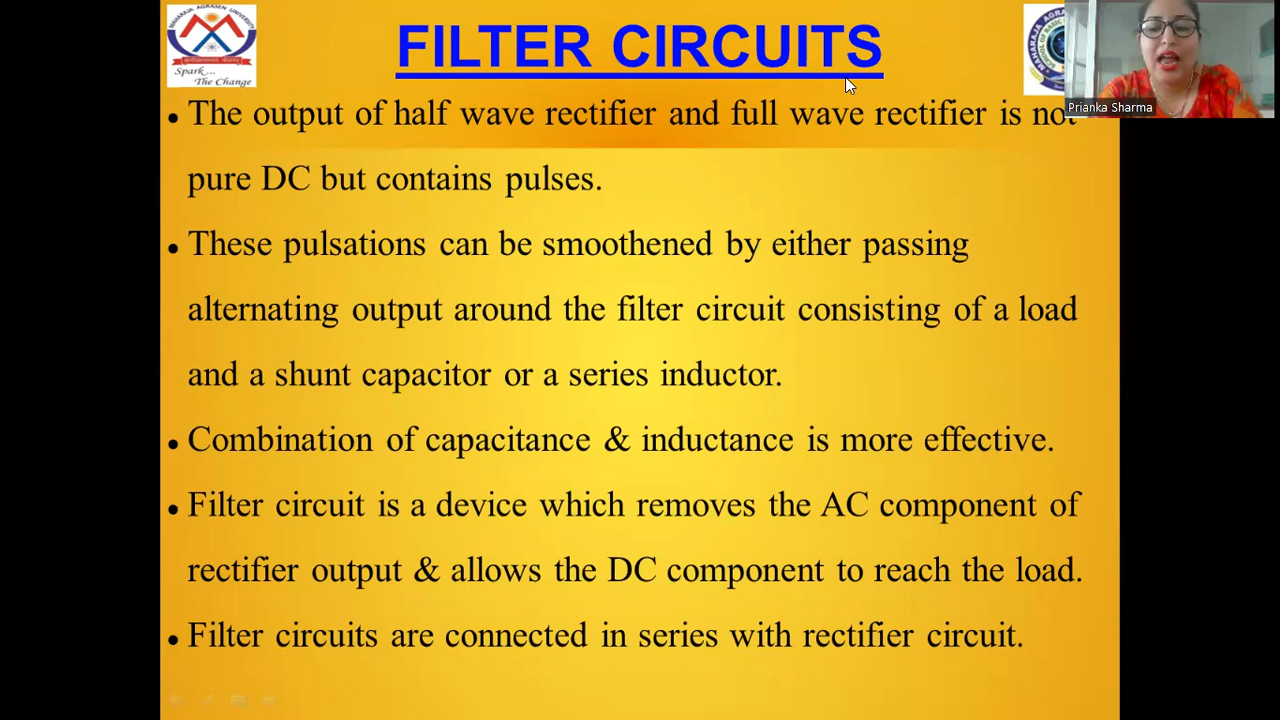 MAHARAJA AGRASEN UNIVERSITY
Spark...
The Change
FILTER CIRCUITS
Prianka Sharma
• The output of half wave rectifier and full wave rectifier is not
pure DC but contains pulses.
• These pulsations can be smoothened by either passing
alternating output around the filter circuit consisting of a load
and a shunt capacitor or a series inductor.
• Combination of capacitance & inductance is more effective.
• Filter circuit is a device which removes the AC component of
rectifier output & allows the DC component to reach the load.
• Filter circuits are connected in series with rectifier circuit.